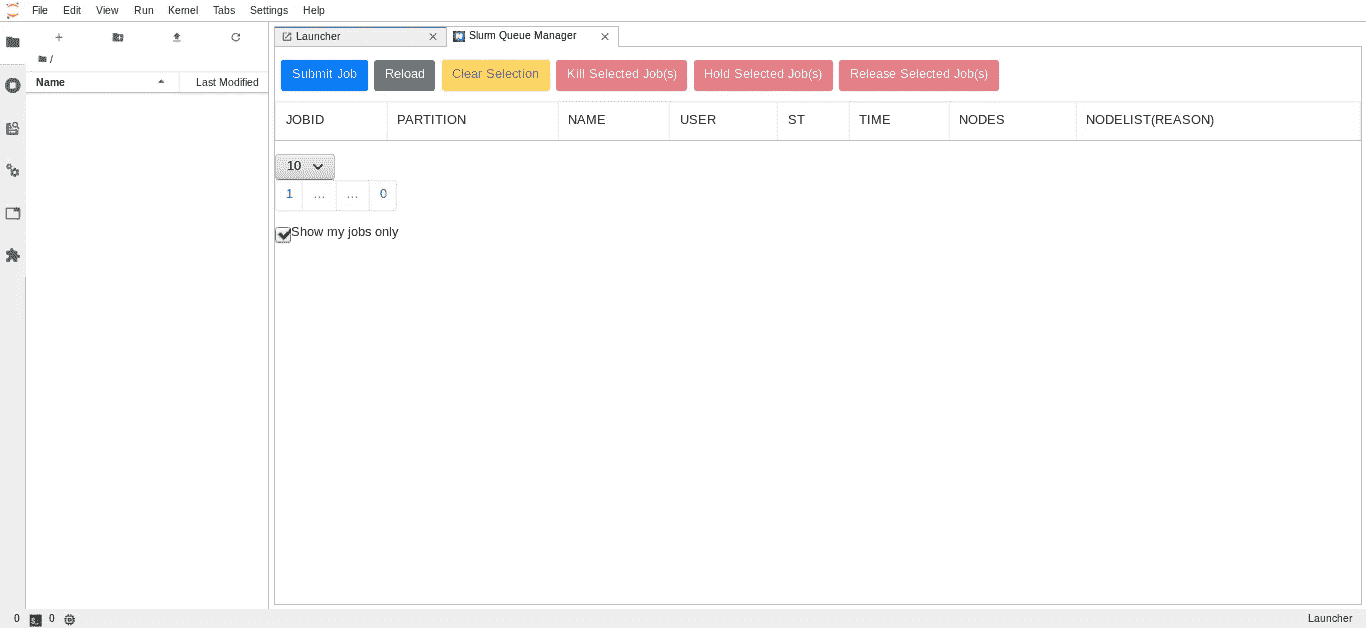 File Edit View Run Kernel Tabs Settings Help
Launcher
Slurm Queue Manager
/
Name Last Modified
Submit Job Reload Clear Selection Kill Selected Job(s) Hold Selected Job(s) Release Selected Job(s)
JOBID PARTITION NAME USER ST TIME NODES NODELIST(REASON)
10
1 ... ... 0
Show my jobs only
0 0 Launcher